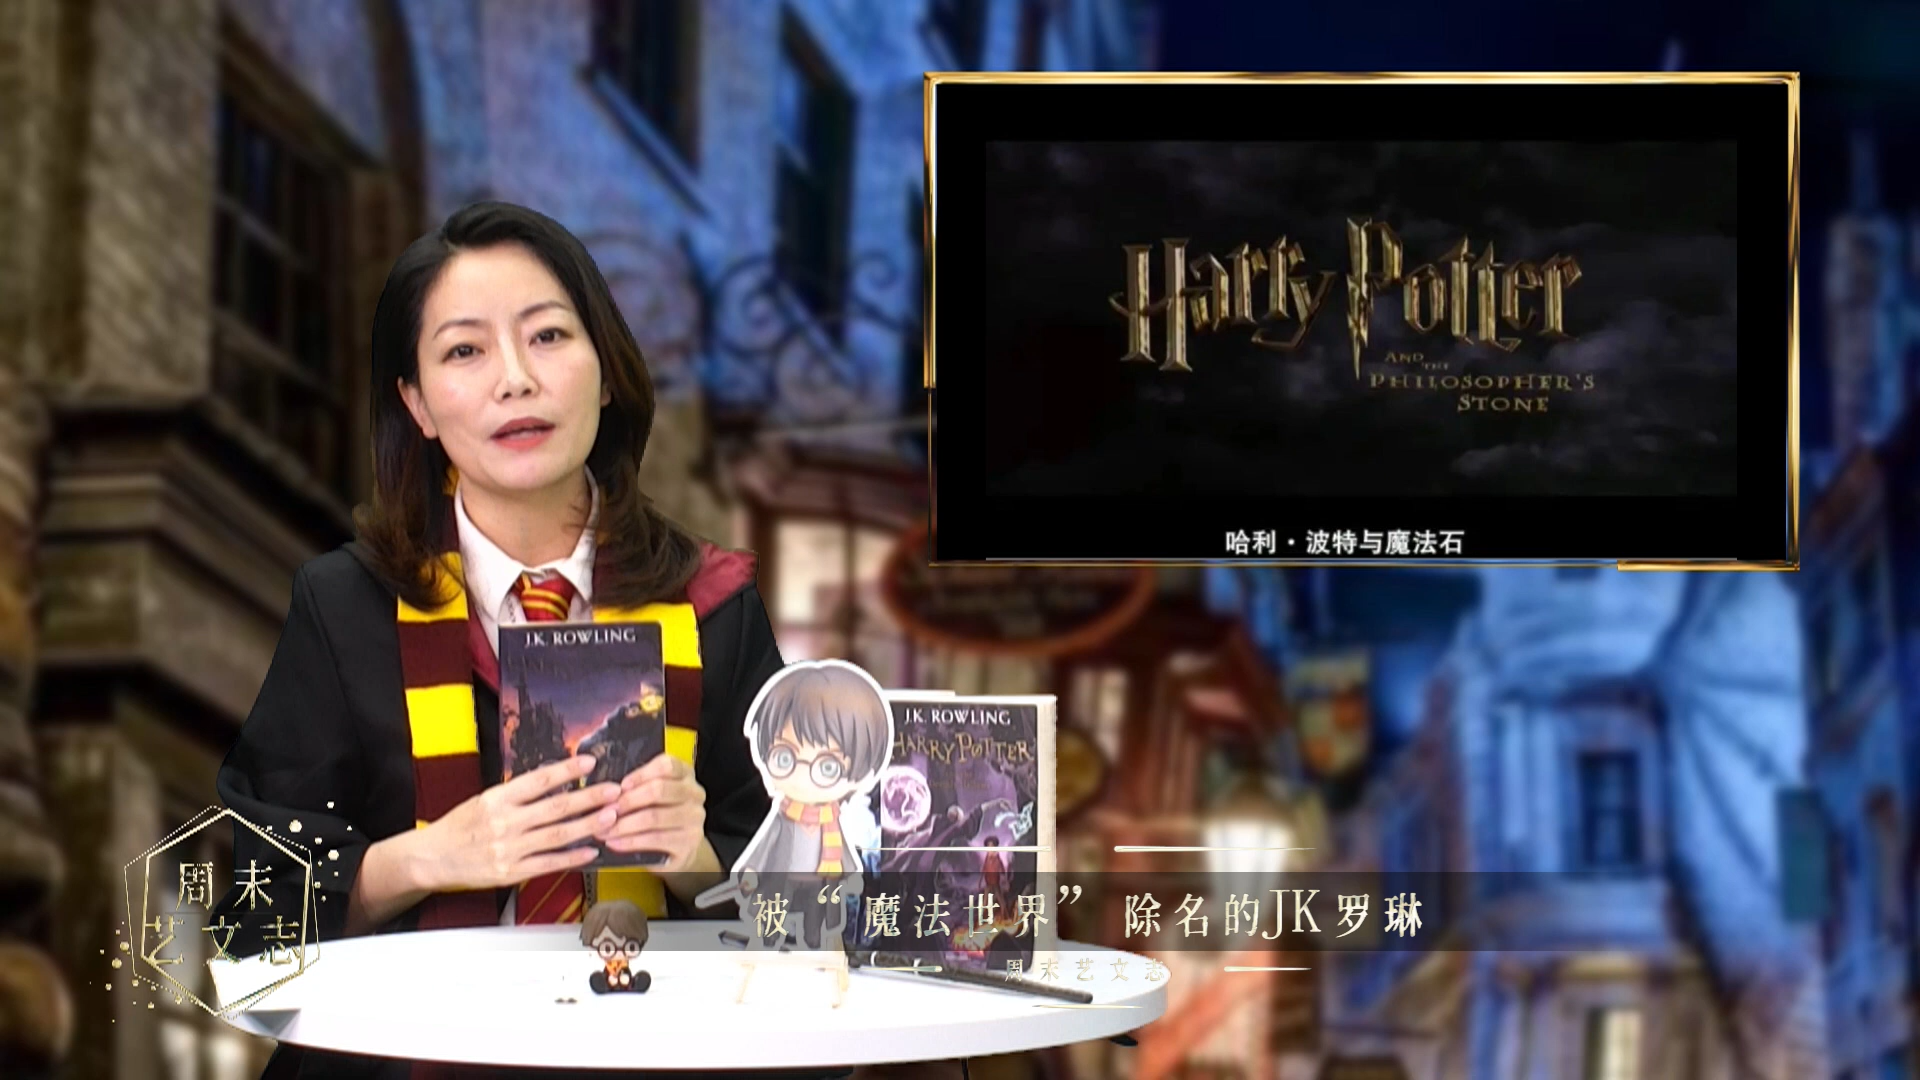 Harry Potter
AND THE
PHILOSOPHER'S
STONE
哈利·波特与魔法石
J.K. ROWLING
J.K. ROWLING
HARRY POTTER
被“魔法世界”除名的JK罗琳
周末艺文志
周末
艺文志